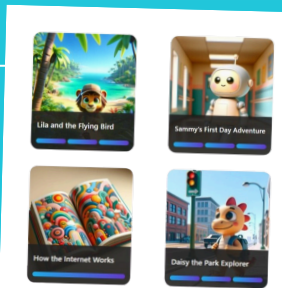 Lila and the Flying Bird
Sammy's First Day Adventure
How the Internet Works
Daisy the Park Explorer